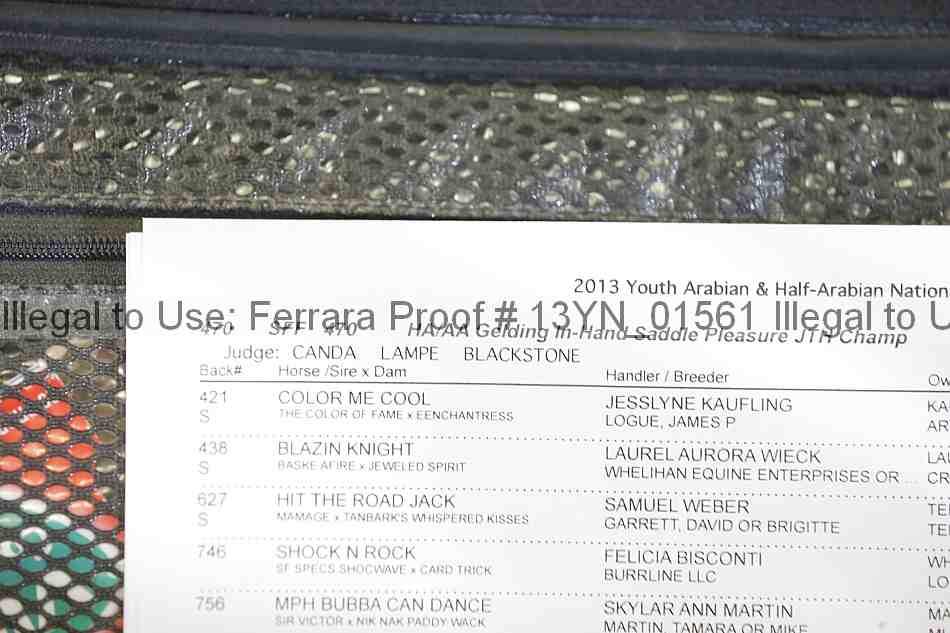 2013 Youth Arabian & Half-Arabian Nation
Illegal to Use; Ferrara Proof # 13YN_01561 Illegal to U
470 SFT 470 HA/AA Gelding In-Hand Saddle Pleasure JTH Champ
Judge: CANDA LAMPE BLACKSTONE
Back# Horse /Sire x Dam Handler / Breeder Ow
421 COLOR ME COOL JESSLYNE KAUFLING KA
S THE COLOR OF FAME x EENCHANTRESS LOGUE, JAMES P AR
438 BLAZIN KNIGHT LAUREL AURORA WIECK LAU
S BASKE AFIRE x JEWELED SPIRIT WHELIHAN EQUINE ENTERPRISES OR ... CR
627 HIT THE ROAD JACK SAMUEL WEBER TE
S MAMAGE x TANBARK'S WHISPERED KISSES GARRETT, DAVID OR BRIGITTE TE
746 SHOCK N ROCK FELICIA BISCONTI WH
SF SPECS SHOCWAVE x CARD TRICK BURRLINE LLC LO
756 MPH BUBBA CAN DANCE SKYLAR ANN MARTIN MA
SIR VICTOR x NIK NAK PADDY WACK MARTIN, TAMARA OR MIKE